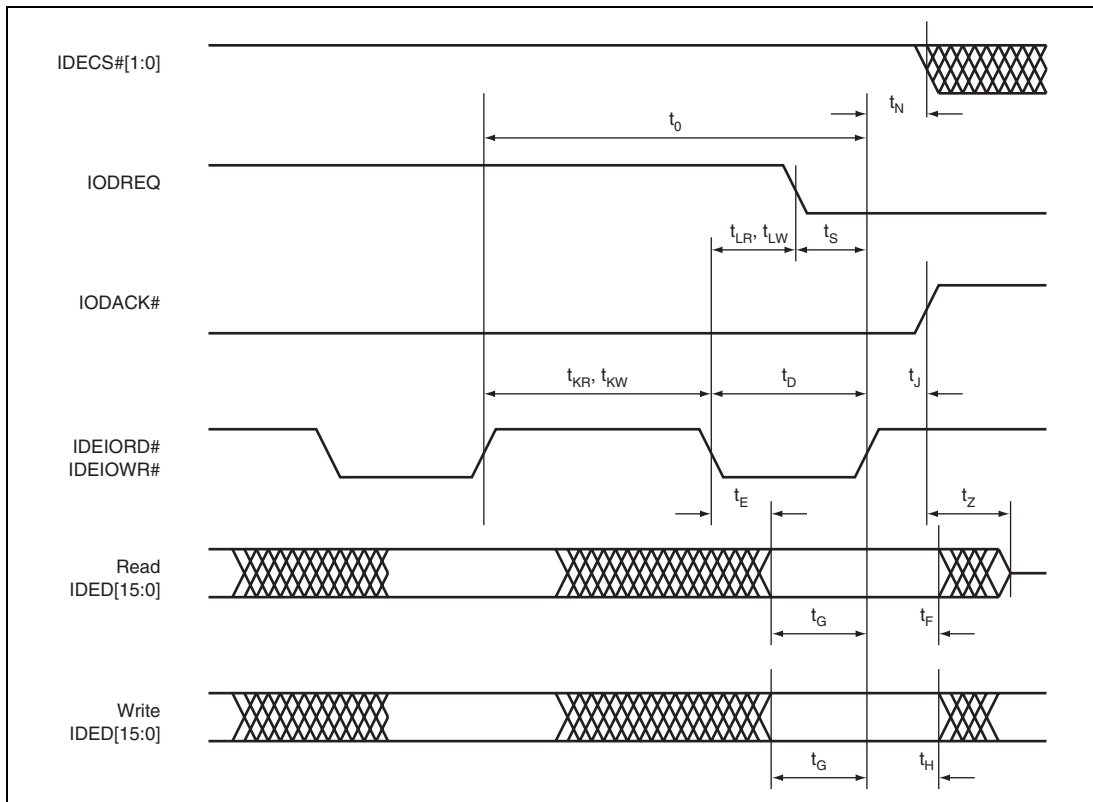 IDECS#[1:0]
tN
t0
IODREQ
tLR, tLW
tS
IODACK#
tKR, tKW
tD
tJ
IDEIORD#
IDEIOWR#
tE
tZ
Read
IDED[15:0]
tG
tF
Write
IDED[15:0]
tG
tH